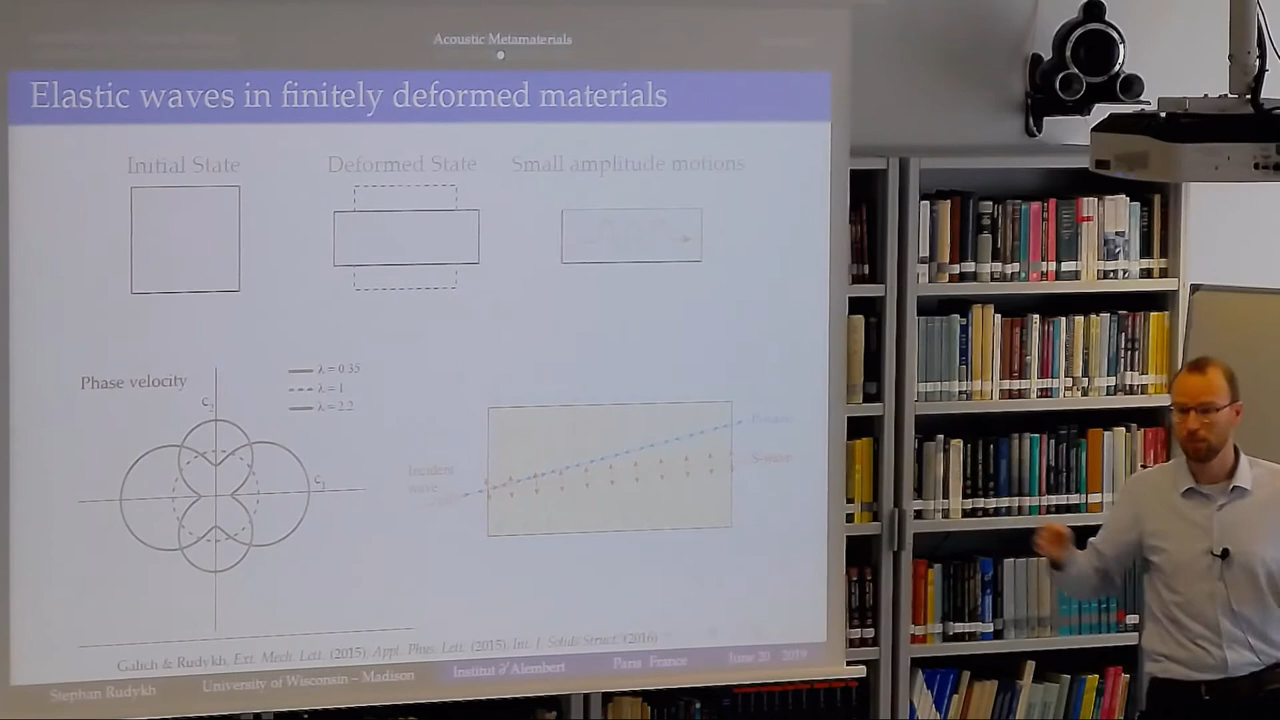 Acoustic Metamaterials
Elastic waves in finitely deformed materials
Initial State
Deformed State
Small amplitude motions
Phase velocity
λ = 0.35
λ = 1
λ = 2.2
c₂
c₁
Incident
wave
P-wave
S-wave
Galich & Rudykh, Ext. Mech. Lett. (2015); Appl. Phys. Lett. (2015); Int. J. Solids Struct. (2016)
Stephan Rudykh
University of Wisconsin – Madison
Institut ∂'Alembert
Paris France
June 20 2019